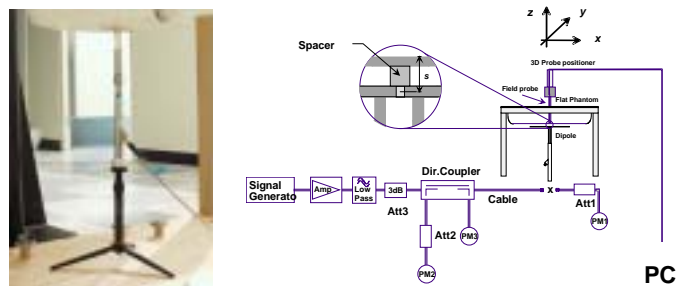 z
y
x
3D Probe positioner
Spacer
s
Field probe
Flat Phantom
Dipole
Dir.Coupler
Signal
Generato
Amp
Low
Pass
3dB
Att3
Cable
x
Att1
PM1
Att2
PM3
PM2
PC